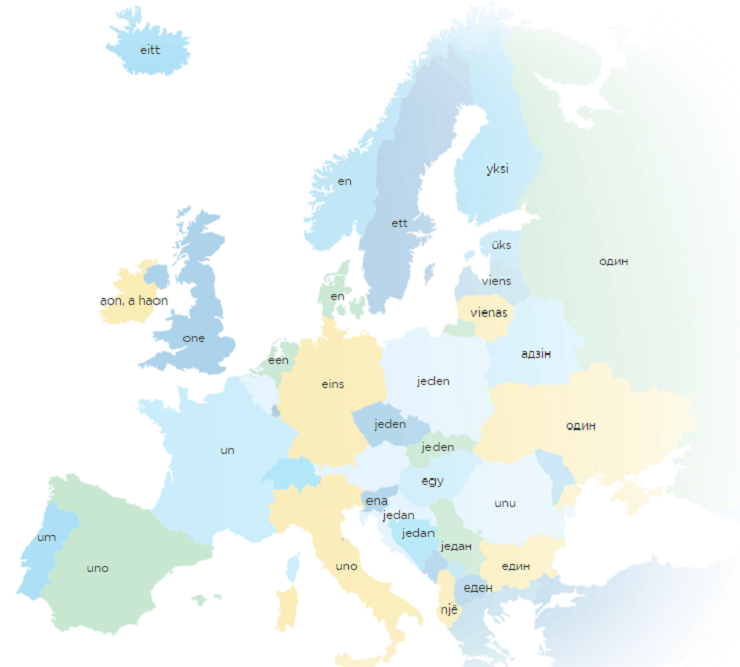 eitt
en
yksi
ett
üks
один
viens
aon, a haon
en
vienas
one
адзін
een
eins
jeden
jeden
один
jeden
un
egy
ena
unu
jedan
jedan
um
један
uno
uno
един
еден
një